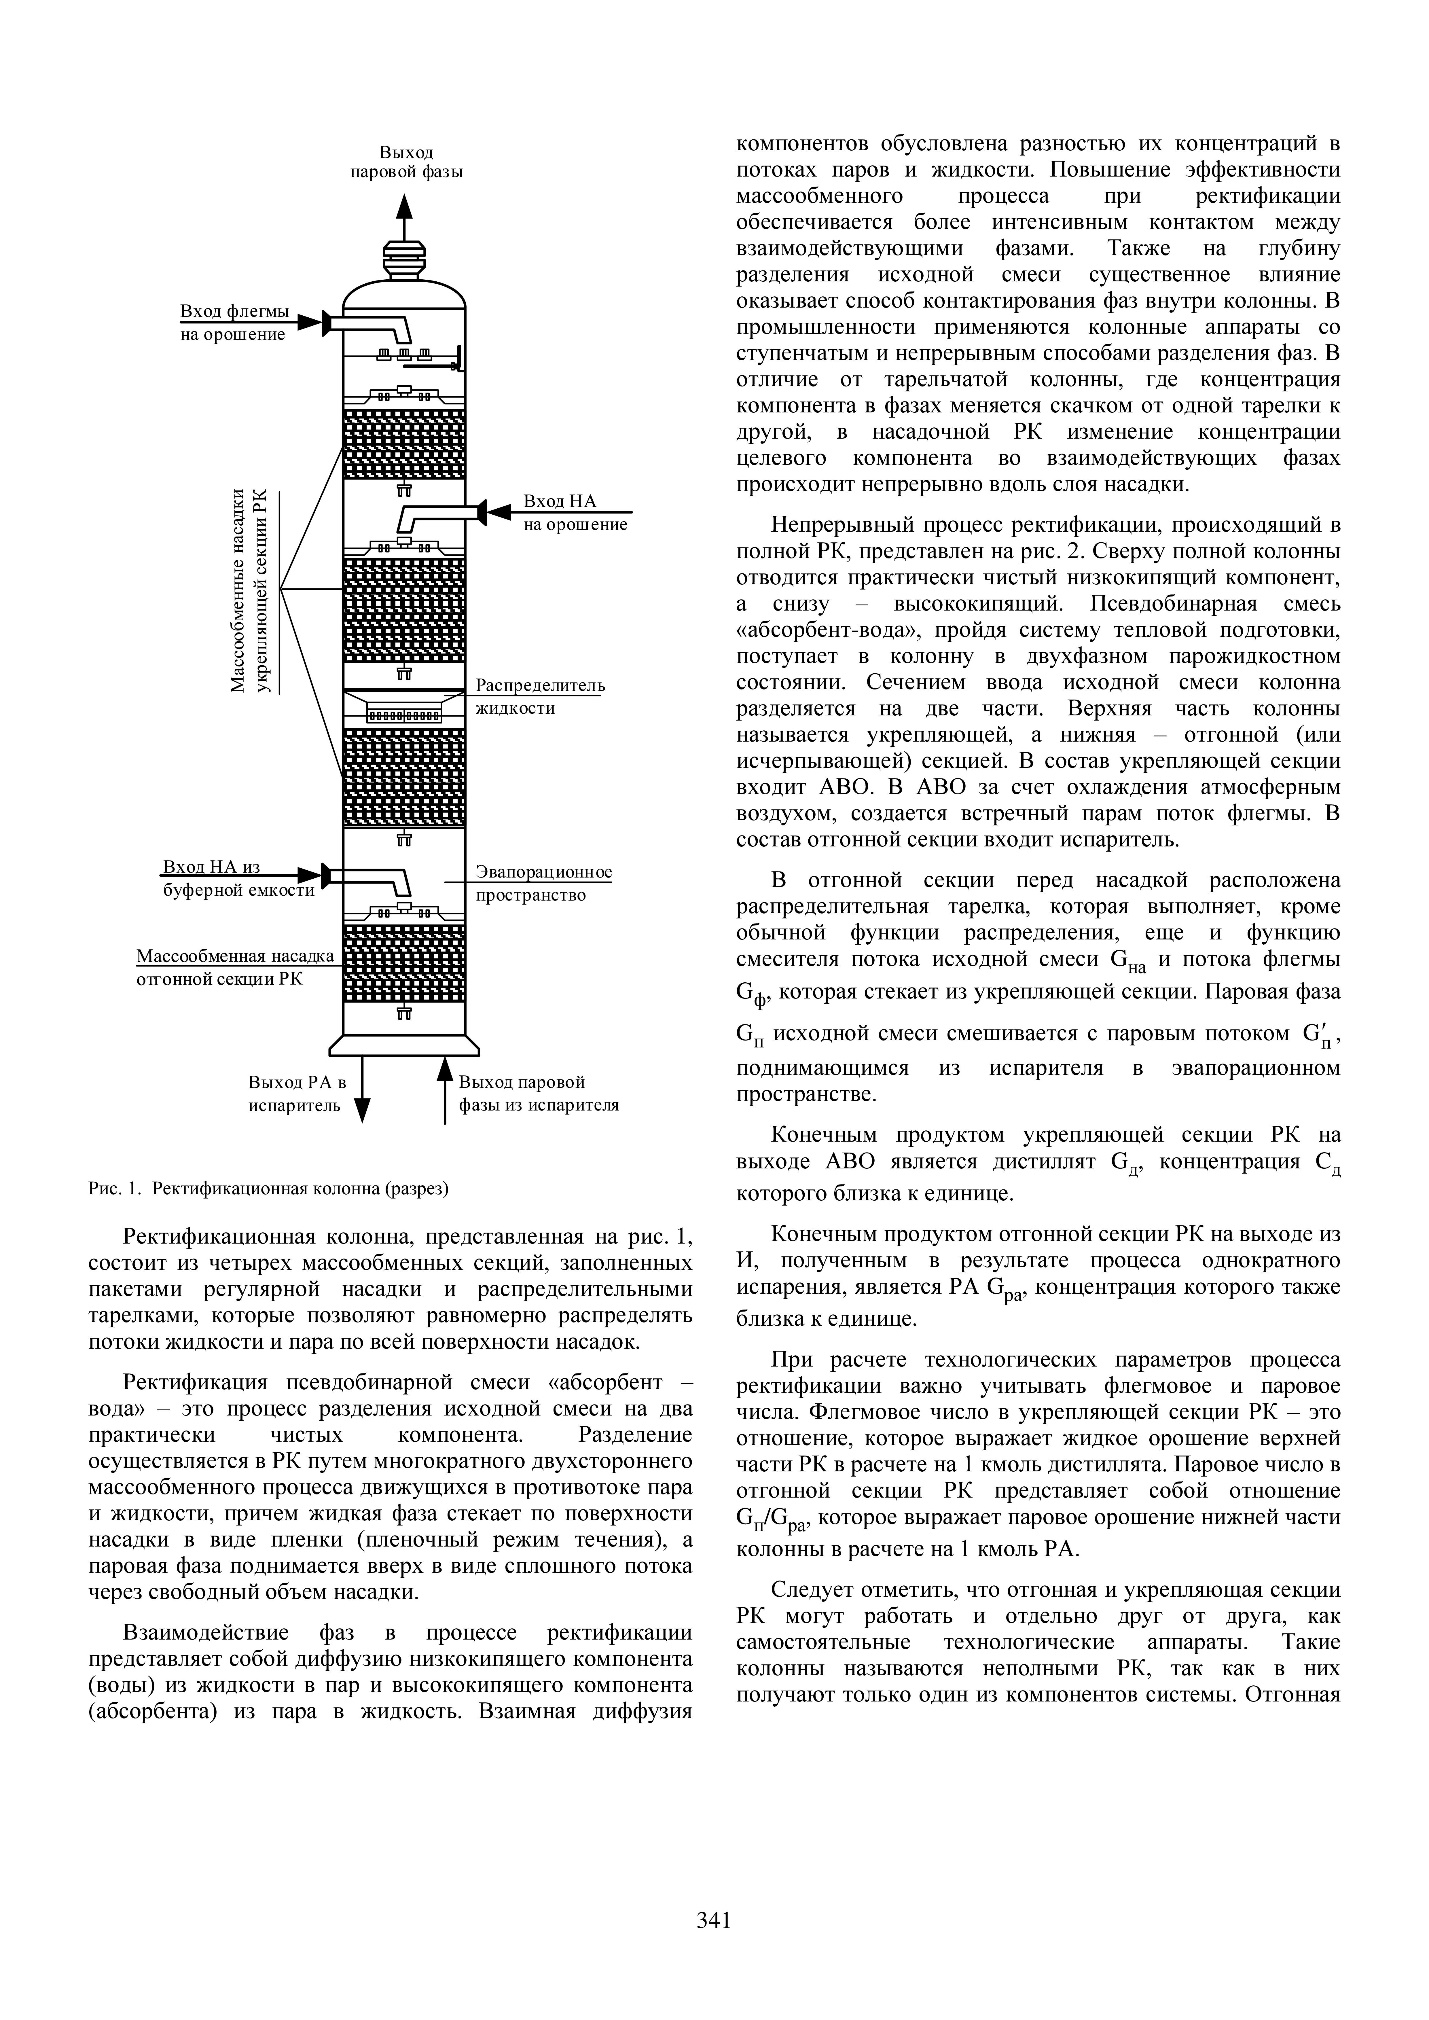 Выход
паровой фазы
Вход флегмы
на орошение
Массообменные насадки
укрепляющей секции РК
Вход НА
на орошение
Распределитель
жидкости
Вход НА из
буферной емкости
Эвапорационное
пространство
Массообменная насадка
отгонной секции РК
Выход РА в
испаритель
Выход паровой
фазы из испарителя
Рис. 1. Ректификационная колонна (разрез)
Ректификационная колонна, представленная на рис. 1,
состоит из четырех массообменных секций, заполненных
пакетами регулярной насадки и распределительными
тарелками, которые позволяют равномерно распределять
потоки жидкости и пара по всей поверхности насадок.
Ректификация псевдобинарной смеси «абсорбент –
вода» – это процесс разделения исходной смеси на два
практически чистых компонента. Разделение
осуществляется в РК путем многократного двухстороннего
массообменного процесса движущихся в противотоке пара
и жидкости, причем жидкая фаза стекает по поверхности
насадки в виде пленки (пленочный режим течения), а
паровая фаза поднимается вверх в виде сплошного потока
через свободный объем насадки.
Взаимодействие фаз в процессе ректификации
представляет собой диффузию низкокипящего компонента
(воды) из жидкости в пар и высококипящего компонента
(абсорбента) из пара в жидкость. Взаимная диффузия
компонентов обусловлена разностью их концентраций в
потоках паров и жидкости. Повышение эффективности
массообменного процесса при ректификации
обеспечивается более интенсивным контактом между
взаимодействующими фазами. Также на глубину
разделения исходной смеси существенное влияние
оказывает способ контактирования фаз внутри колонны. В
промышленности применяются колонные аппараты со
ступенчатым и непрерывным способами разделения фаз. В
отличие от тарельчатой колонны, где концентрация
компонента в фазах меняется скачком от одной тарелки к
другой, в насадочной РК изменение концентрации
целевого компонента во взаимодействующих фазах
происходит непрерывно вдоль слоя насадки.
Непрерывный процесс ректификации, происходящий в
полной РК, представлен на рис. 2. Сверху полной колонны
отводится практически чистый низкокипящий компонент,
а снизу – высококипящий. Псевдобинарная смесь
«абсорбент-вода», пройдя систему тепловой подготовки,
поступает в колонну в двухфазном парожидкостном
состоянии. Сечением ввода исходной смеси колонна
разделяется на две части. Верхняя часть колонны
называется укрепляющей, а нижняя – отгонной (или
исчерпывающей) секцией. В состав укрепляющей секции
входит АВО. В АВО за счет охлаждения атмосферным
воздухом, создается встречный парам поток флегмы. В
состав отгонной секции входит испаритель.
В отгонной секции перед насадкой расположена
распределительная тарелка, которая выполняет, кроме
обычной функции распределения, еще и функцию
смесителя потока исходной смеси Gна и потока флегмы
Gф, которая стекает из укрепляющей секции. Паровая фаза
Gп исходной смеси смешивается с паровым потоком G′п,
поднимающимся из испарителя в эвапорационном
пространстве.
Конечным продуктом укрепляющей секции РК на
выходе АВО является дистиллят Gд, концентрация Cд
которого близка к единице.
Конечным продуктом отгонной секции РК на выходе из
И, полученным в результате процесса однократного
испарения, является РА Gра, концентрация которого также
близка к единице.
При расчете технологических параметров процесса
ректификации важно учитывать флегмовое и паровое
числа. Флегмовое число в укрепляющей секции РК – это
отношение, которое выражает жидкое орошение верхней
части РК в расчете на 1 кмоль дистиллята. Паровое число в
отгонной секции РК представляет собой отношение
Gп/Gра, которое выражает паровое орошение нижней части
колонны в расчете на 1 кмоль РА.
Следует отметить, что отгонная и укрепляющая секции
РК могут работать и отдельно друг от друга, как
самостоятельные технологические аппараты. Такие
колонны называются неполными РК, так как в них
получают только один из компонентов системы. Отгонная
341